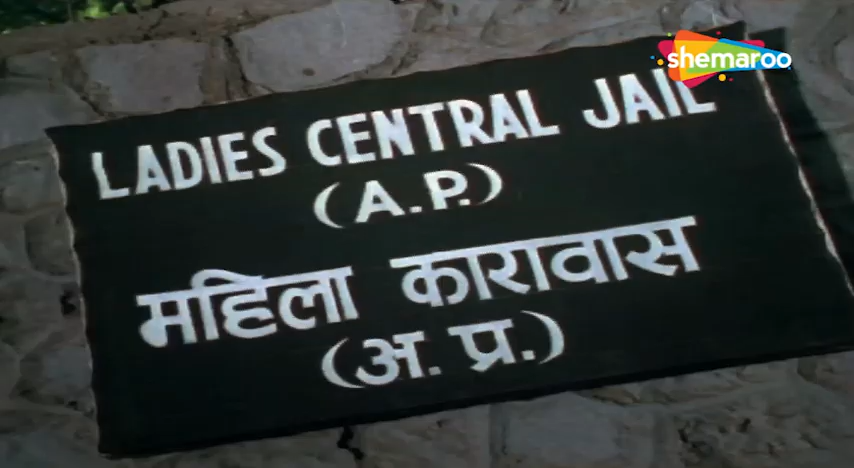 shemaroo
LADIES CENTRAL JAIL
(A.P.)
महिला कारावास
(अ. प्र.)